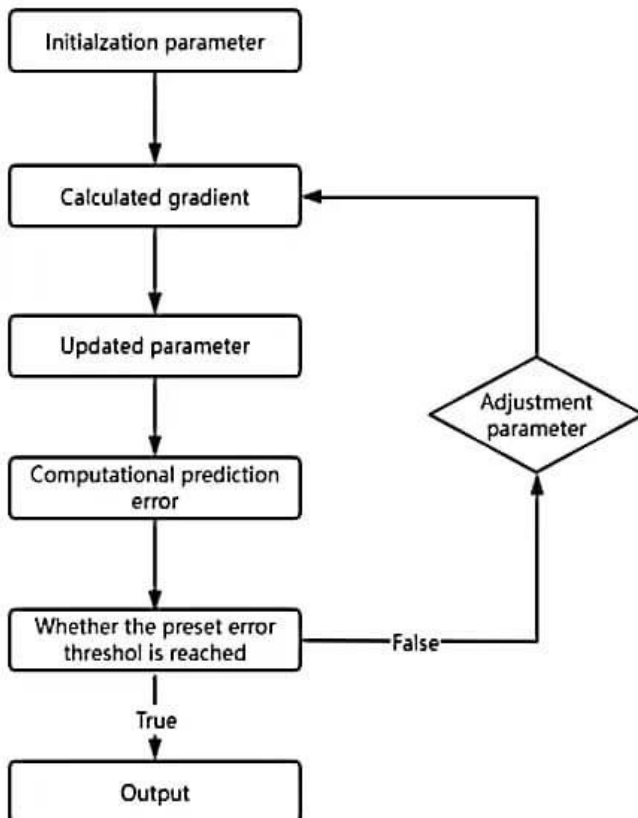 Initialzation parameter
Calculated gradient
Updated parameter
Adjustment
parameter
Computational prediction
error
Whether the preset error
threshol is reached
False
True
Output